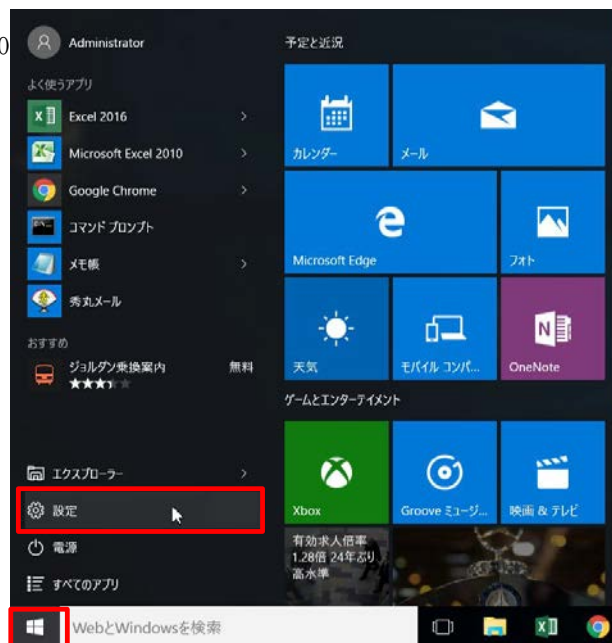 Administrator
よく使うアプリ
Excel 2016
Microsoft Excel 2010
Google Chrome
コマンド プロンプト
メモ帳
秀丸メール
おすすめ
ジョルダン乗換案内 無料
エクスプローラー
設定
電源
すべてのアプリ
WebとWindowsを検索
予定と近況
カレンダー
メール
Microsoft Edge
フォト
天気
モバイル コンパ...
OneNote
ゲームとエンターテイメント
Xbox
Groove ミュージ...
映画 & テレビ
有効求人倍率
1.28倍 24年ぶり
高水準